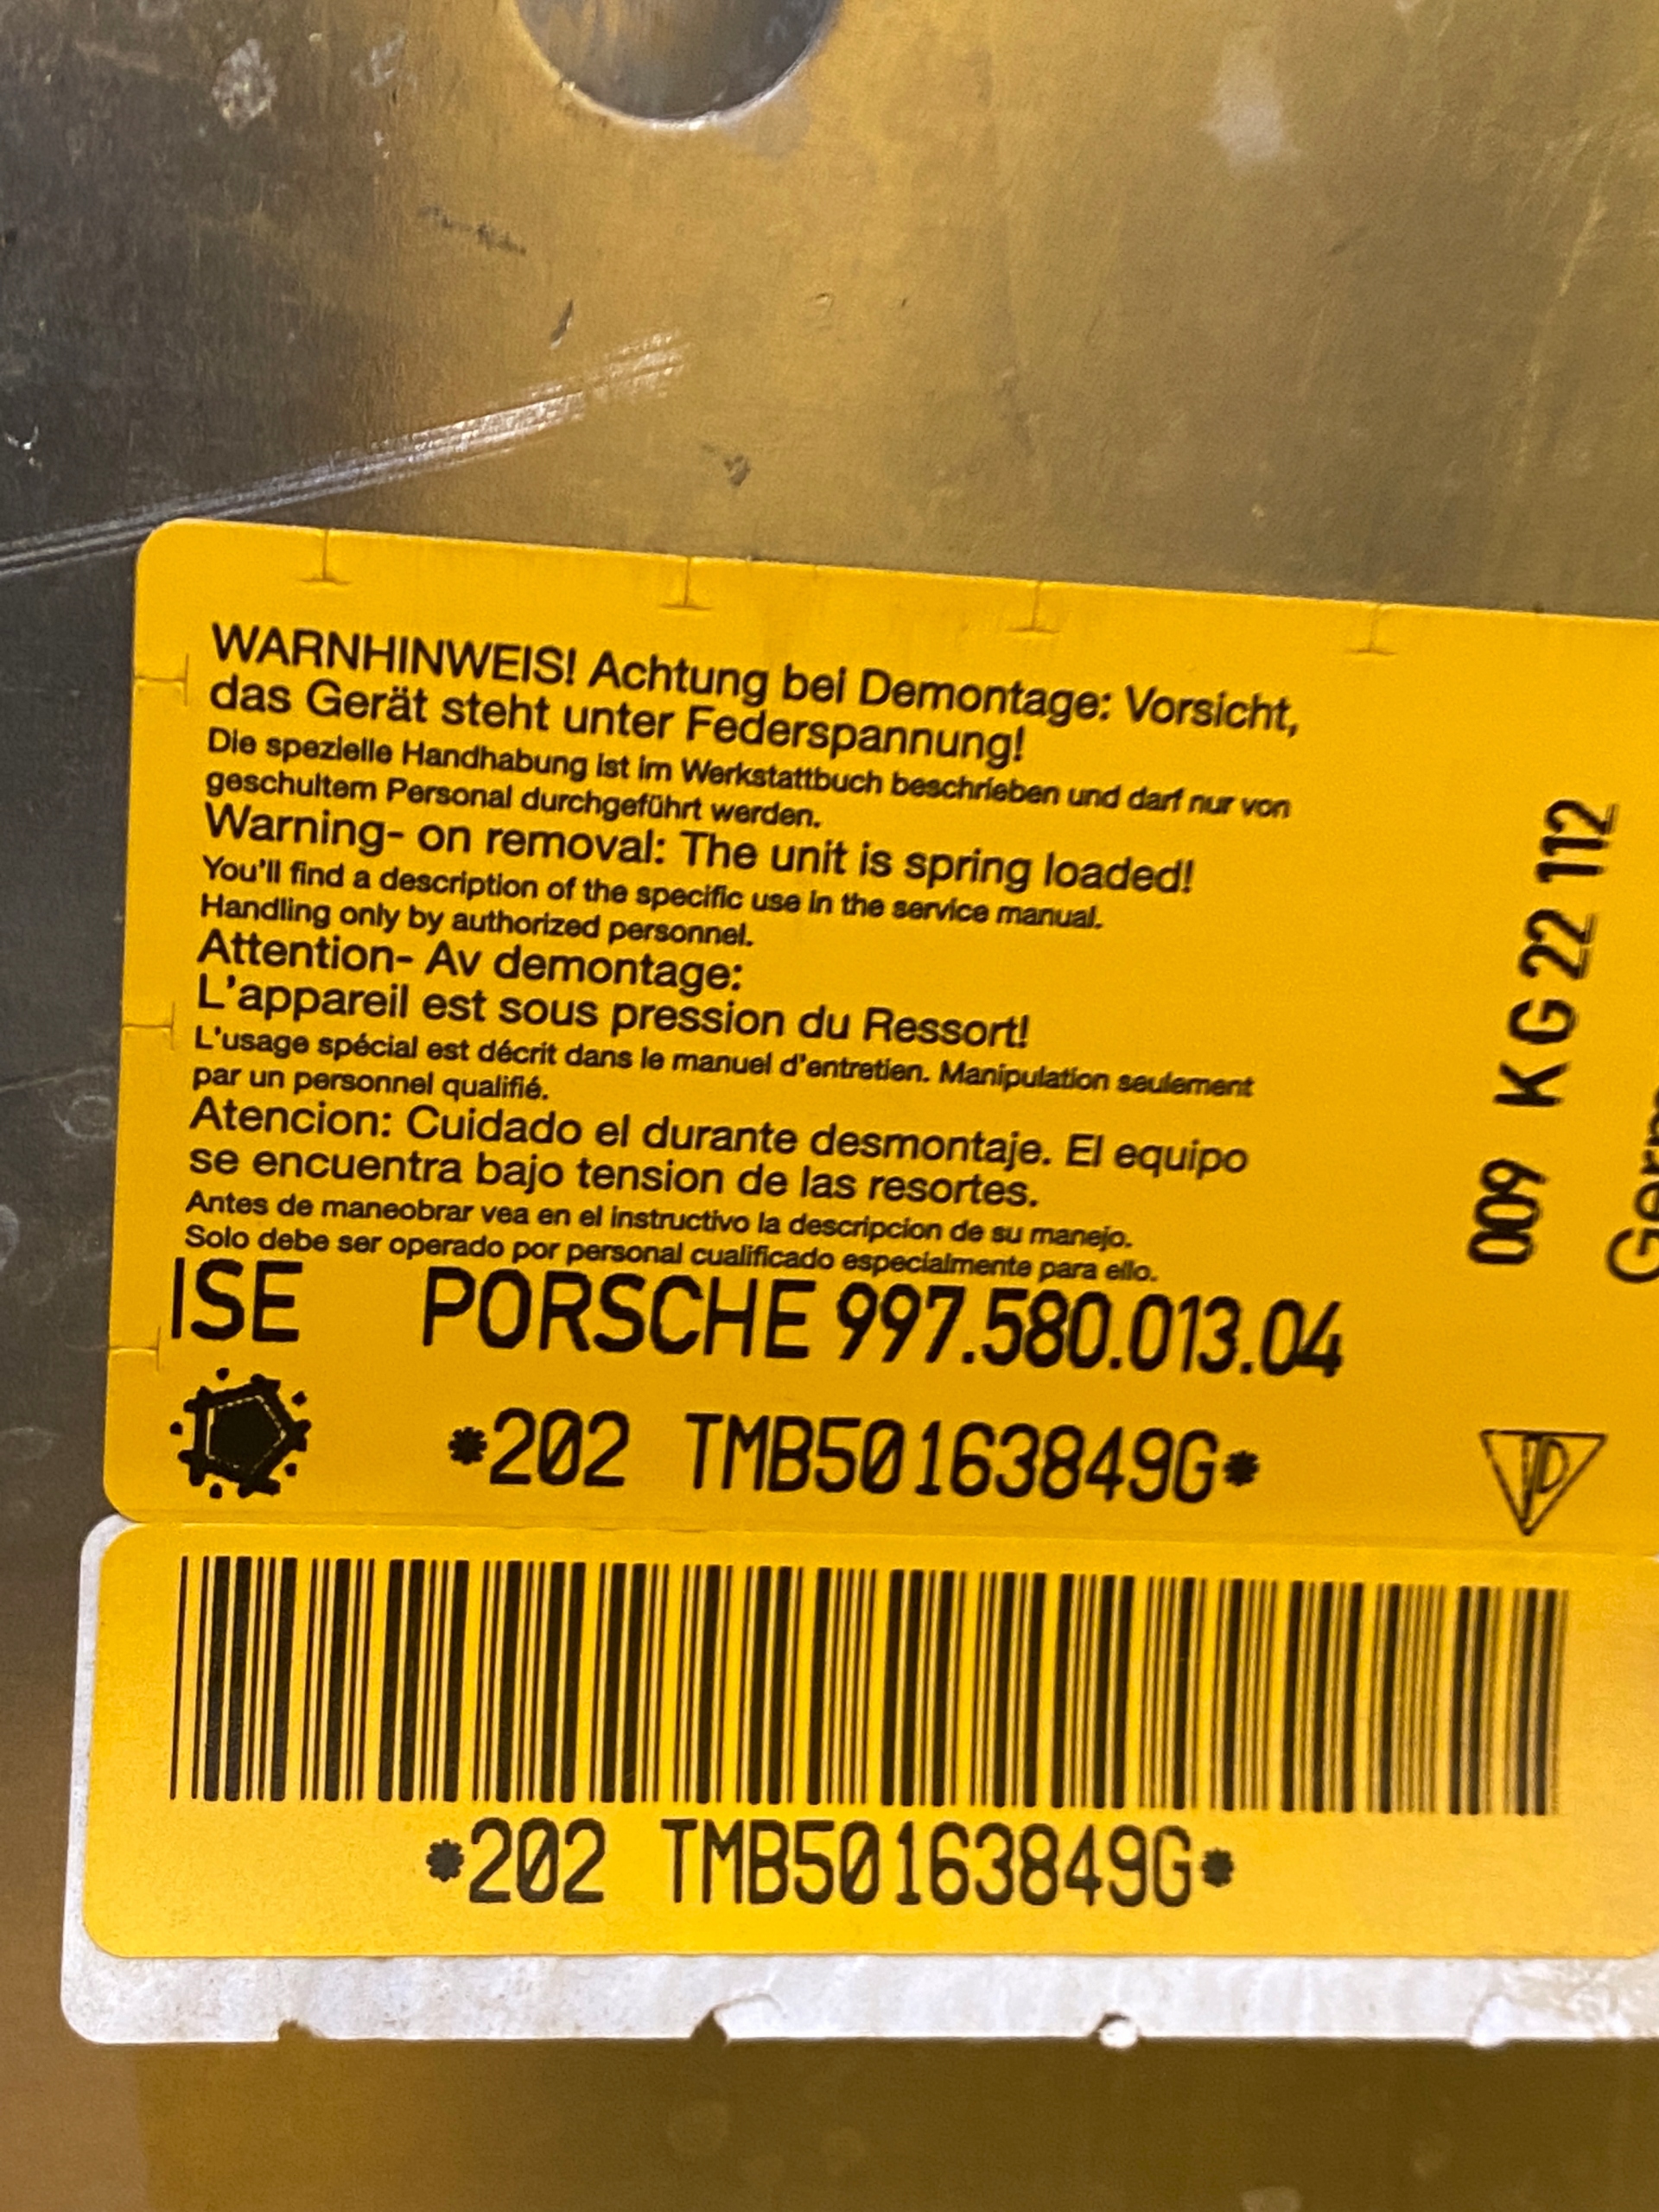 WARNHINWEIS! Achtung bei Demontage: Vorsicht,
das Gerät steht unter Federspannung!
Die spezielle Handhabung ist im Werkstattbuch beschrieben und darf nur von
geschultem Personal durchgeführt werden.
Warning- on removal: The unit is spring loaded!
You'll find a description of the specific use in the service manual.
Handling only by authorized personnel.
Attention- Av demontage:
L'appareil est sous pression du Ressort!
L'usage spécial est décrit dans le manuel d'entretien. Manipulation seulement
par un personnel qualifié.
Atencion: Cuidado el durante desmontaje. El equipo
se encuentra bajo tension de las resortes.
Antes de maneobrar vea en el instructivo la descripcion de su manejo.
Solo debe ser operado por personal cualificado especialmente para ello.
ISE PORSCHE 997.580.013.04
*202 TMB50163849G*
009 KG 22 112
*202 TMB50163849G*